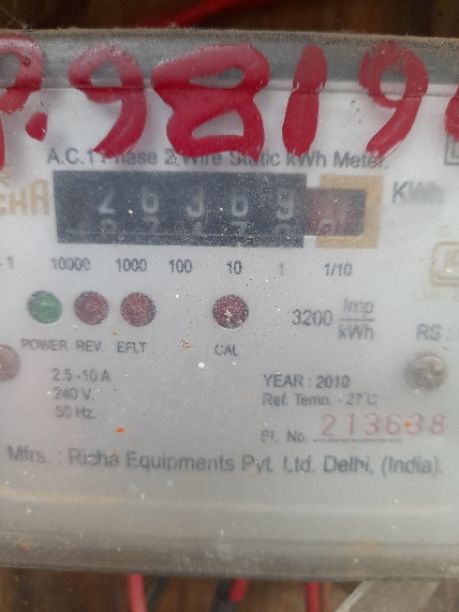 P.9819
A.C. 1 Phase 2 Wire Static kWh Meter.
CHA 26369 KWh
10000 1000 100 10 1 1/10
3200 Imp/kWh
POWER REV. EFLT CAL RS :
2.5-10 A YEAR : 2010
240 V. Ref. Temp. - 27°C
50 Hz. Sl. No. 213638
Mfrs. : Richa Equipments Pvt. Ltd. Delhi, (India).